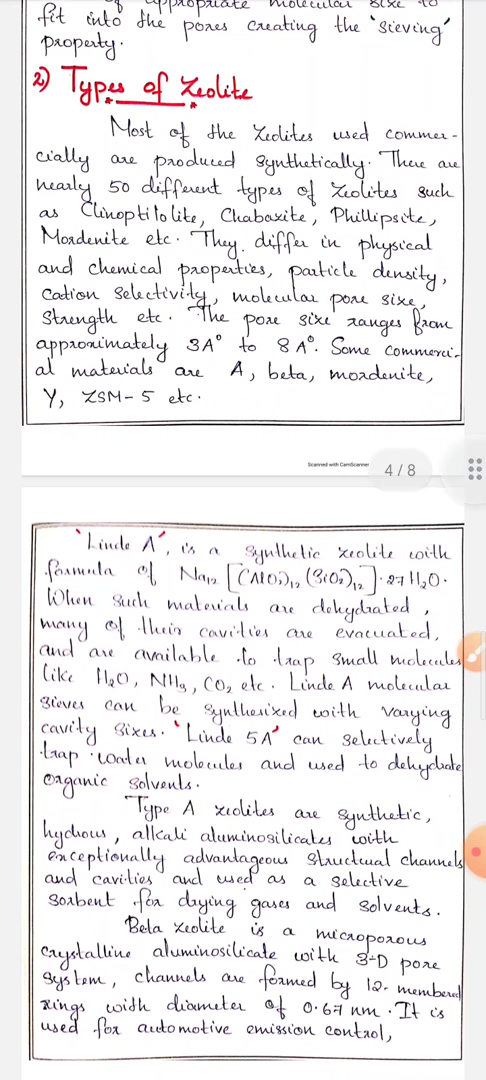 of appropriate molecular size to
fit into the pores creating the 'sieving'
property.
2) Types of Zeolite
Most of the Zeolites used commer-
cially are produced synthetically. There are
nearly 50 different types of Zeolites such
as Clinoptilolite, Chabazite, Phillipsite,
Mordenite etc. They differ in physical
and chemical properties, particle density,
Cation selectivity, molecular pore size,
Strength etc. The pore size ranges from
approximately 3A° to 8A°. Some commerci-
al materials are A, beta, mordenite,
Y, ZSM-5 etc.
Scanned with CamScanner
4/8
'Linde A', is a synthetic zeolite with
formula of Na12 [(AlO2)12 (SiO2)12]·27H2O.
When such materials are dehydrated,
many of their cavities are evacuated,
and are available to trap small molecules
like H2O, NH3, CO2 etc. Linde A molecular
sieves can be synthesized with varying
cavity sizes. 'Linde 5A' can selectively
trap water molecules and used to dehydrate
organic solvents.
Type A zeolites are synthetic,
hydrous, alkali aluminosilicates with
exceptionally advantageous structural channels
and cavities and used as a selective
sorbent for drying gases and solvents.
Beta zeolite is a microporous
crystalline aluminosilicate with 3-D pore
system, channels are formed by 12-membered
rings with diameter of 0.67 nm. It is
used for automotive emission control,